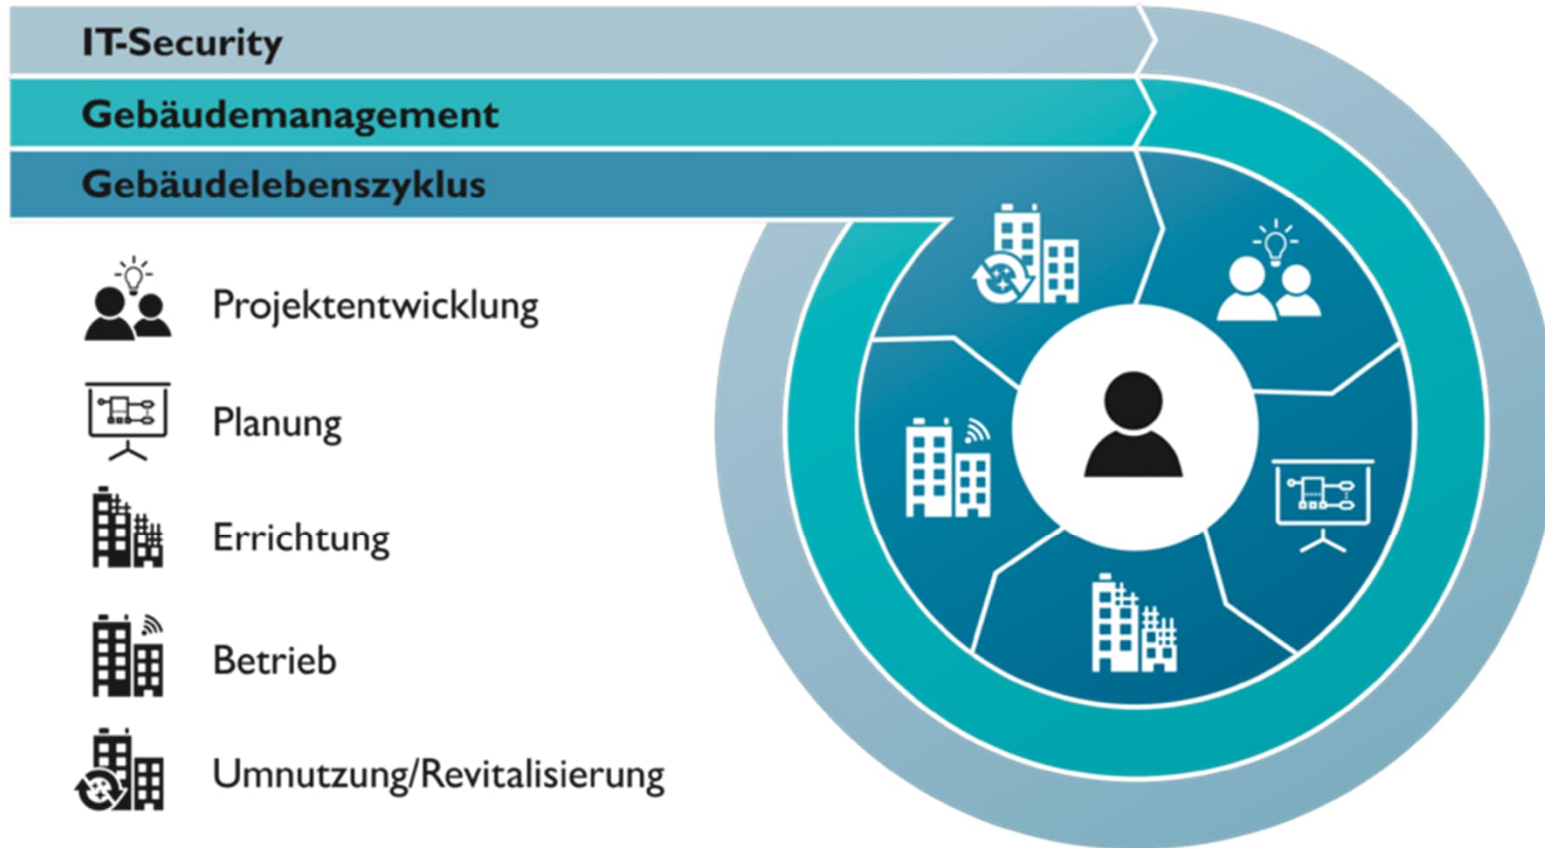 IT-Security
Gebäudemanagement
Gebäudelebenszyklus
Projektentwicklung
Planung
Errichtung
Betrieb
Umnutzung/Revitalisierung